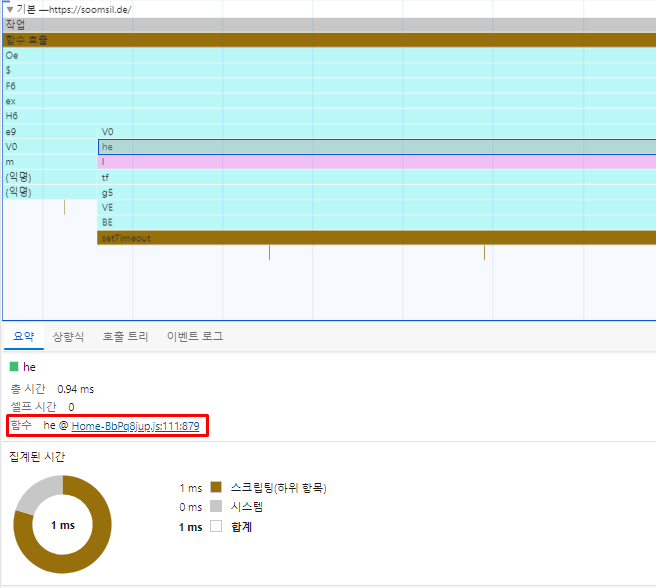 ▼ 기본 —https://soomsil.de/
작업
함수 호출
Oe
$
F6
ex
H6
e9 V0
V0 he
m l
(익명) tf
(익명) g5
VE
BE
setTimeout
요약 상향식 호출 트리 이벤트 로그
he
총 시간 0.94 ms
셀프 시간 0
함수 he @ Home-BbPq8jup.js:111:879
집계된 시간
1 ms
1 ms 스크립팅(하위 항목)
0 ms 시스템
1 ms 합계